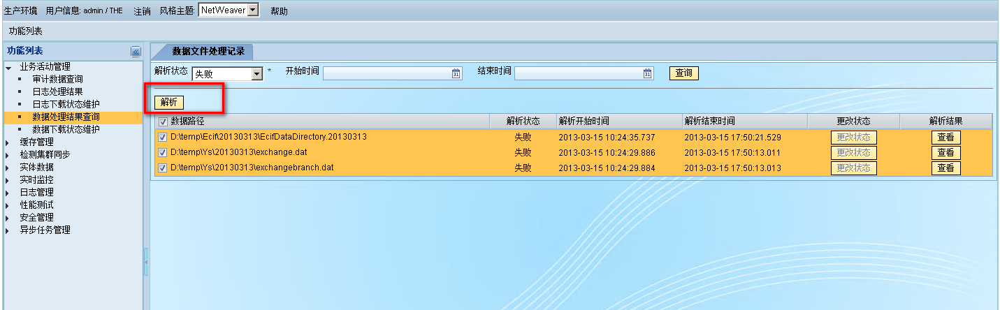 生产环境 用户信息: admin / THE 注销 风格主题: NetWeaver 帮助
功能列表
功能列表
业务活动管理
审计数据查询
日志处理结果
日志下载状态维护
数据处理结果查询
数据下载状态维护
缓存管理
检测集群同步
实体数据
实时监控
日志管理
性能测试
安全管理
异步任务管理
数据文件处理记录
解析状态 失败 * 开始时间 31 结束时间 31 查询
解析
数据路径 解析状态 解析开始时间 解析结束时间 更改状态 解析结果
D:\temp\Ecif\20130313\EcifDataDirectory.20130313 失败 2013-03-15 10:24:35.737 2013-03-15 17:50:21.529 更改状态 查看
D:\temp\Ys\20130313\exchange.dat 失败 2013-03-15 10:24:29.886 2013-03-15 17:50:13.011 更改状态 查看
D:\temp\Ys\20130313\exchangebranch.dat 失败 2013-03-15 10:24:29.884 2013-03-15 17:50:13.013 更改状态 查看